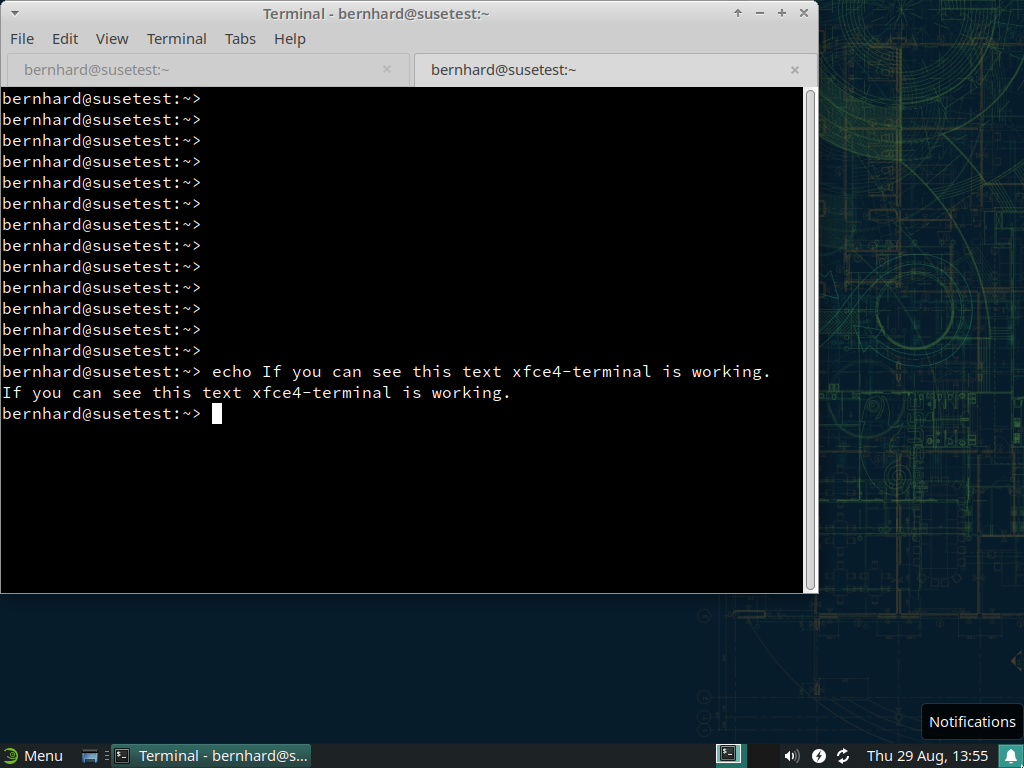 Terminal - bernhard@susetest:~
File Edit View Terminal Tabs Help
bernhard@susetest:~ bernhard@susetest:~
bernhard@susetest:~>
bernhard@susetest:~>
bernhard@susetest:~>
bernhard@susetest:~>
bernhard@susetest:~>
bernhard@susetest:~>
bernhard@susetest:~>
bernhard@susetest:~>
bernhard@susetest:~>
bernhard@susetest:~>
bernhard@susetest:~>
bernhard@susetest:~>
bernhard@susetest:~>
bernhard@susetest:~> echo If you can see this text xfce4-terminal is working.
If you can see this text xfce4-terminal is working.
bernhard@susetest:~>
Notifications
Menu Terminal - bernhard@s... Thu 29 Aug, 13:55